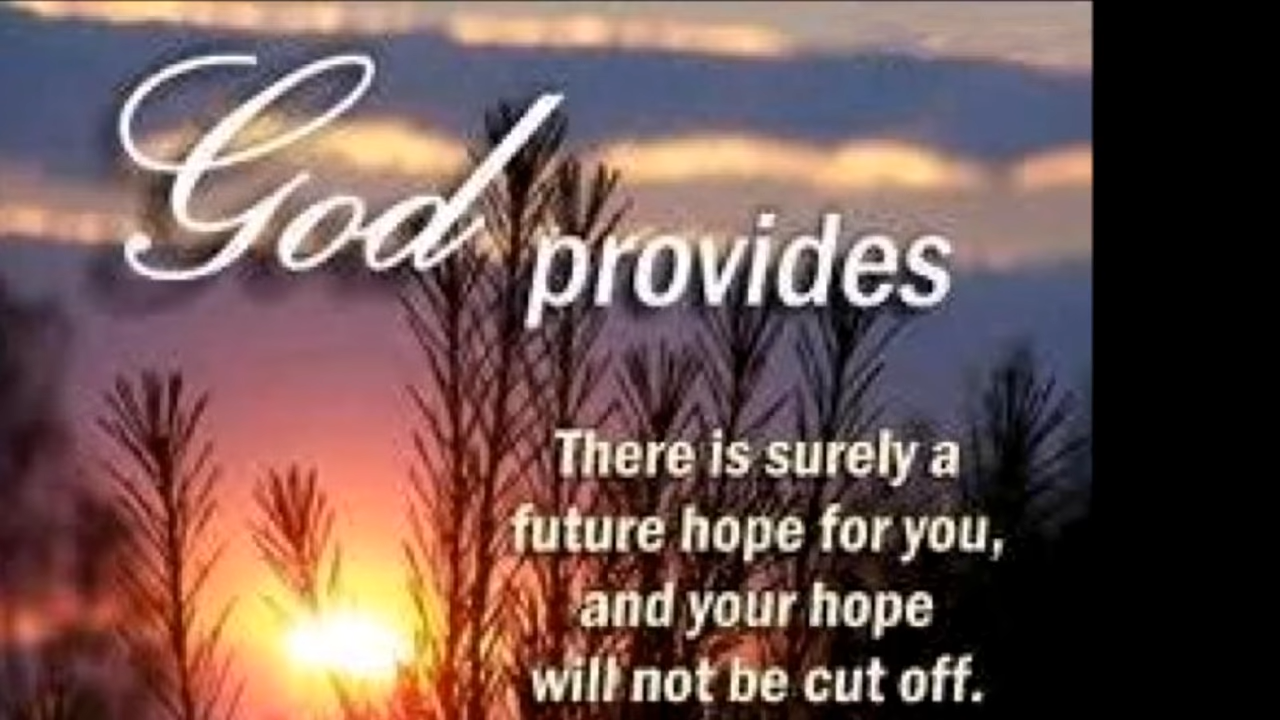 God provides
There is surely a
future hope for you,
and your hope
will not be cut off.